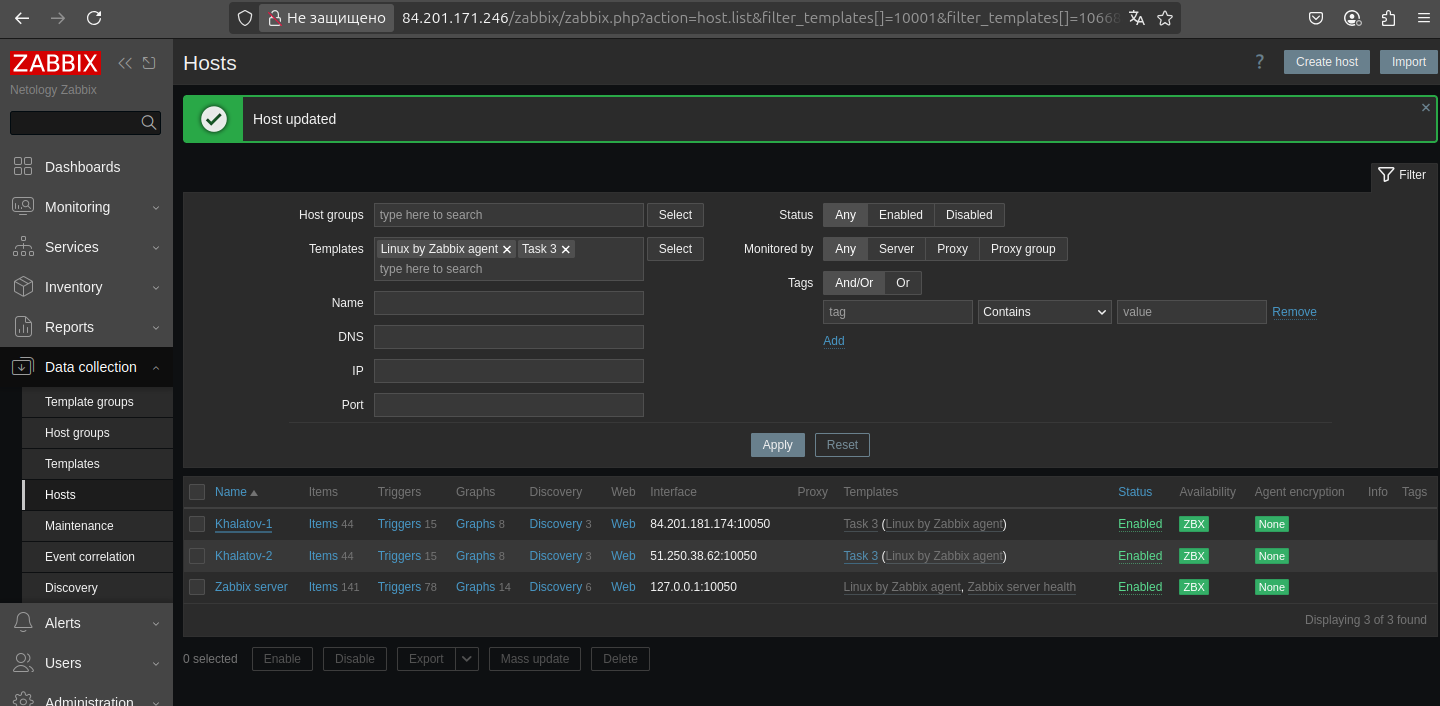 Не защищено 84.201.171.246/zabbix/zabbix.php?action=host.list&filter_templates[]=10001&filter_templates[]=10668
ZABBIX
Netology Zabbix
Dashboards
Monitoring
Services
Inventory
Reports
Data collection
Template groups
Host groups
Templates
Hosts
Maintenance
Event correlation
Discovery
Alerts
Users
Administration
Hosts
? Create host Import
Host updated
Filter
Host groups type here to search Select
Templates Linux by Zabbix agent Task 3 Select
type here to search
Name
DNS
IP
Port
Status Any Enabled Disabled
Monitored by Any Server Proxy Proxy group
Tags And/Or Or
tag Contains value Remove
Add
Apply Reset
Name Items Triggers Graphs Discovery Web Interface Proxy Templates Status Availability Agent encryption Info Tags
Khalatov-1 Items 44 Triggers 15 Graphs 8 Discovery 3 Web 84.201.181.174:10050 Task 3 (Linux by Zabbix agent) Enabled ZBX None
Khalatov-2 Items 44 Triggers 15 Graphs 8 Discovery 3 Web 51.250.38.62:10050 Task 3 (Linux by Zabbix agent) Enabled ZBX None
Zabbix server Items 141 Triggers 78 Graphs 14 Discovery 6 Web 127.0.0.1:10050 Linux by Zabbix agent, Zabbix server health Enabled ZBX None
Displaying 3 of 3 found
0 selected Enable Disable Export Mass update Delete